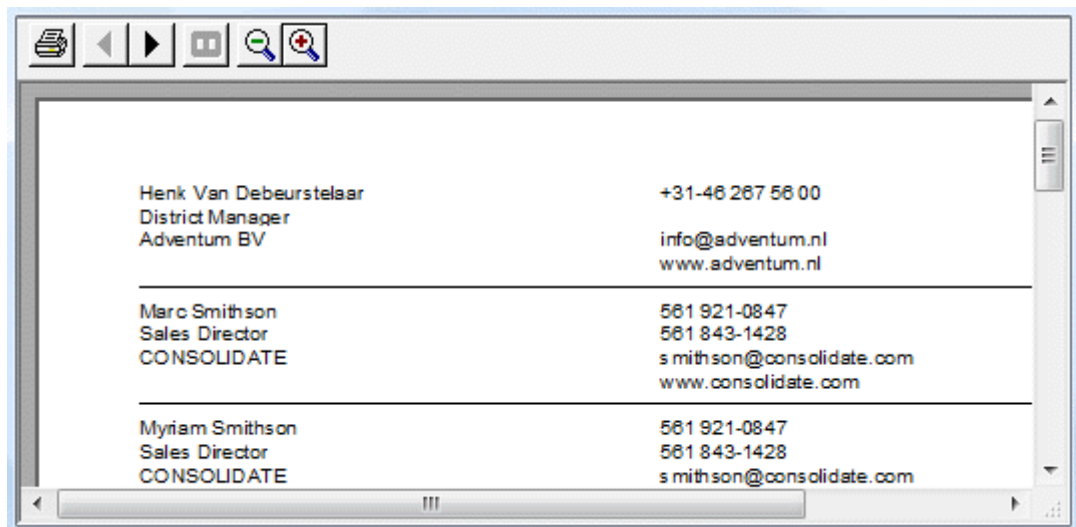 Henk Van Debeurstelaar +31-46 267 56 00
District Manager
Adventum BV info@adventum.nl
www.adventum.nl
Marc Smithson 561 921-0847
Sales Director 561 843-1428
CONSOLIDATE smithson@consolidate.com
www.consolidate.com
Myriam Smithson 561 921-0847
Sales Director 561 843-1428
CONSOLIDATE smithson@consolidate.com